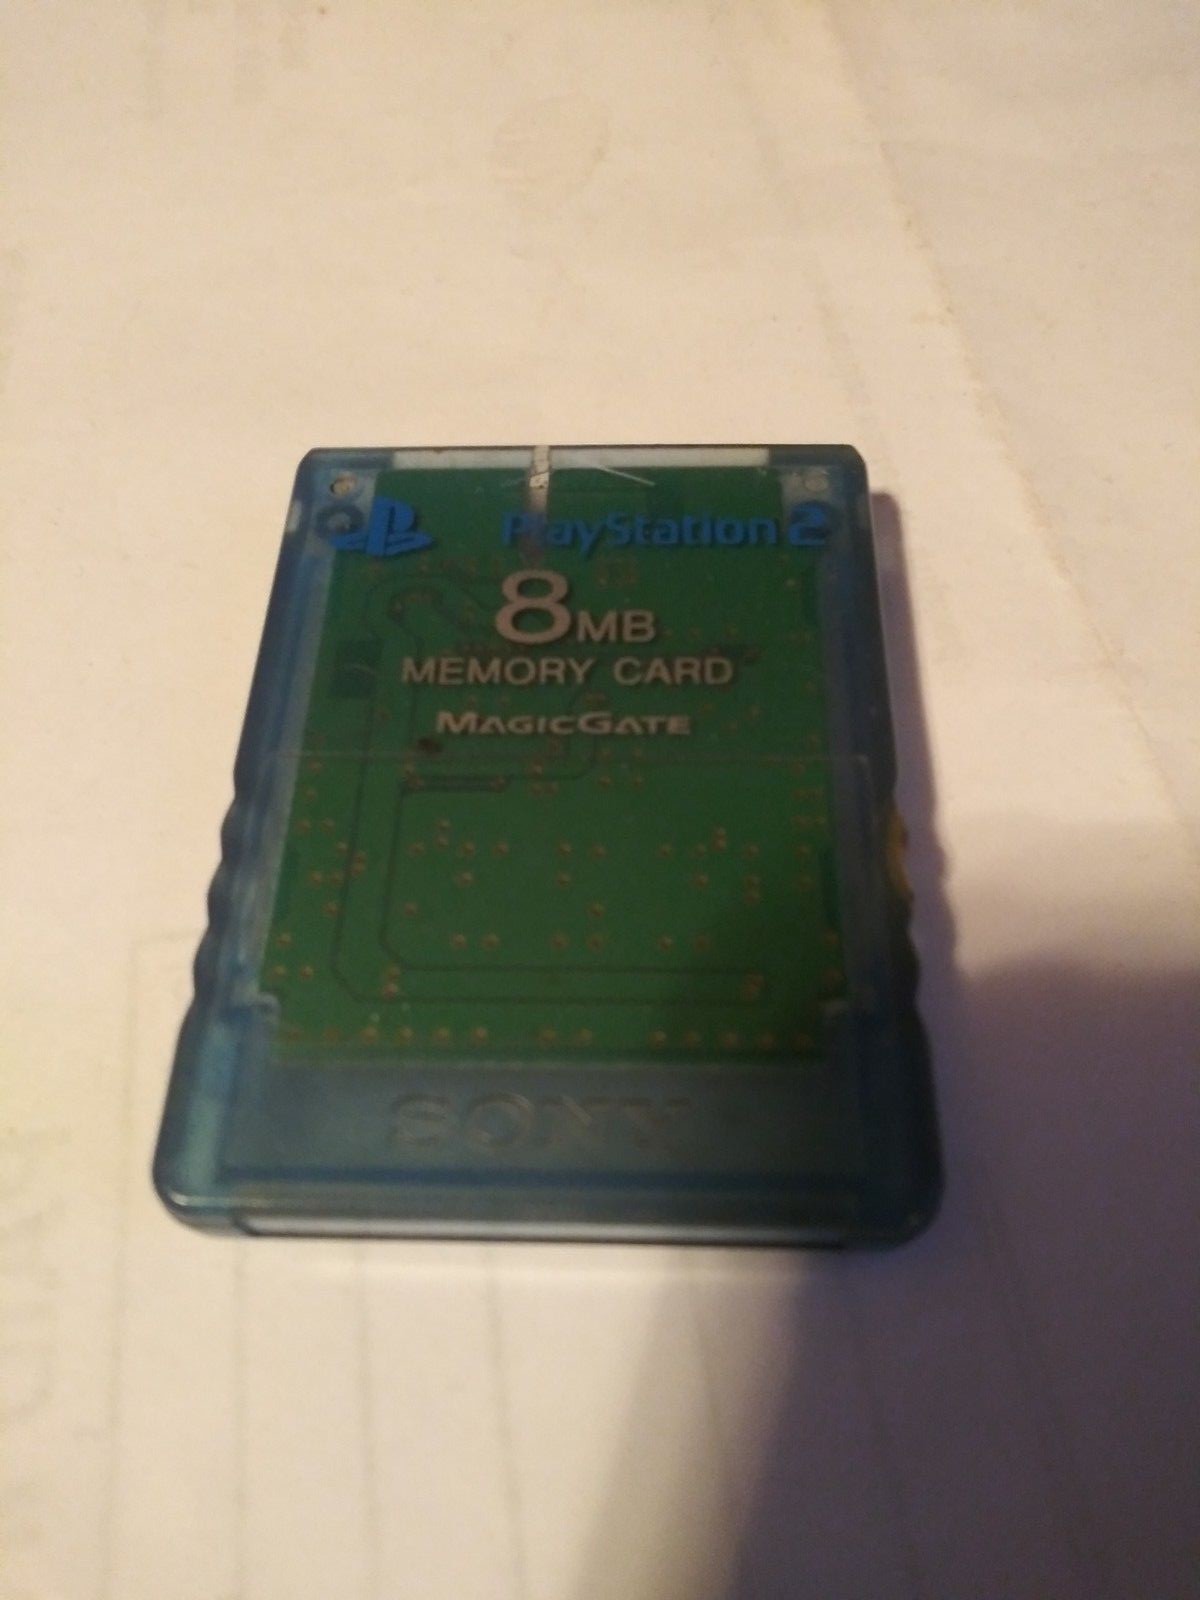 PlayStation 2
8MB
MEMORY CARD
MAGICGATE
SONY